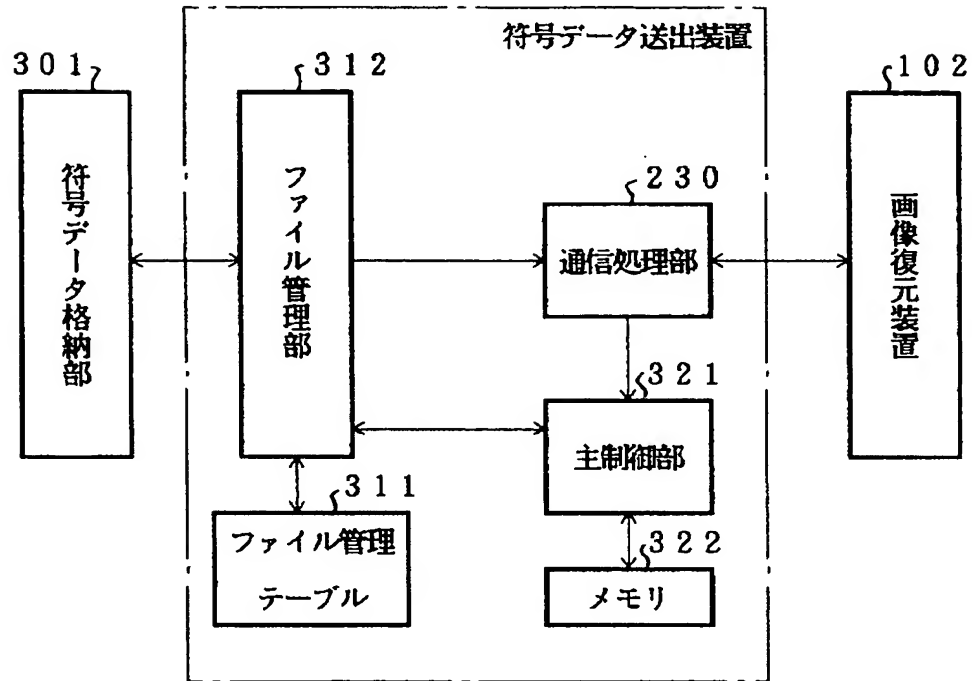 符号データ送出装置
301
312
102
符号データ格納部
ファイル管理部
230
通信処理部
画像復元装置
321
主制御部
311
ファイル管理
テーブル
322
メモリ